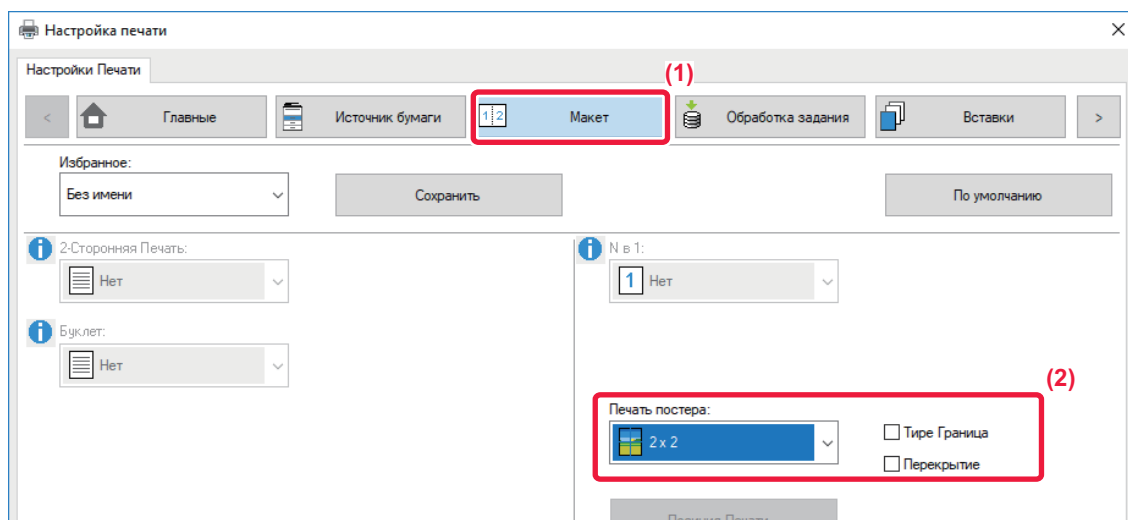 Настройка печати
Настройки Печати
(1)
<
Главные
Источник бумаги
1 2
Макет
Обработка задания
Вставки
>
Избранное:
Без имени
Сохранить
По умолчанию
2-Сторонняя Печать:
Нет
N в 1:
1 Нет
Буклет:
Нет
(2)
Печать постера:
2 x 2
Тире Граница
Перекрытие